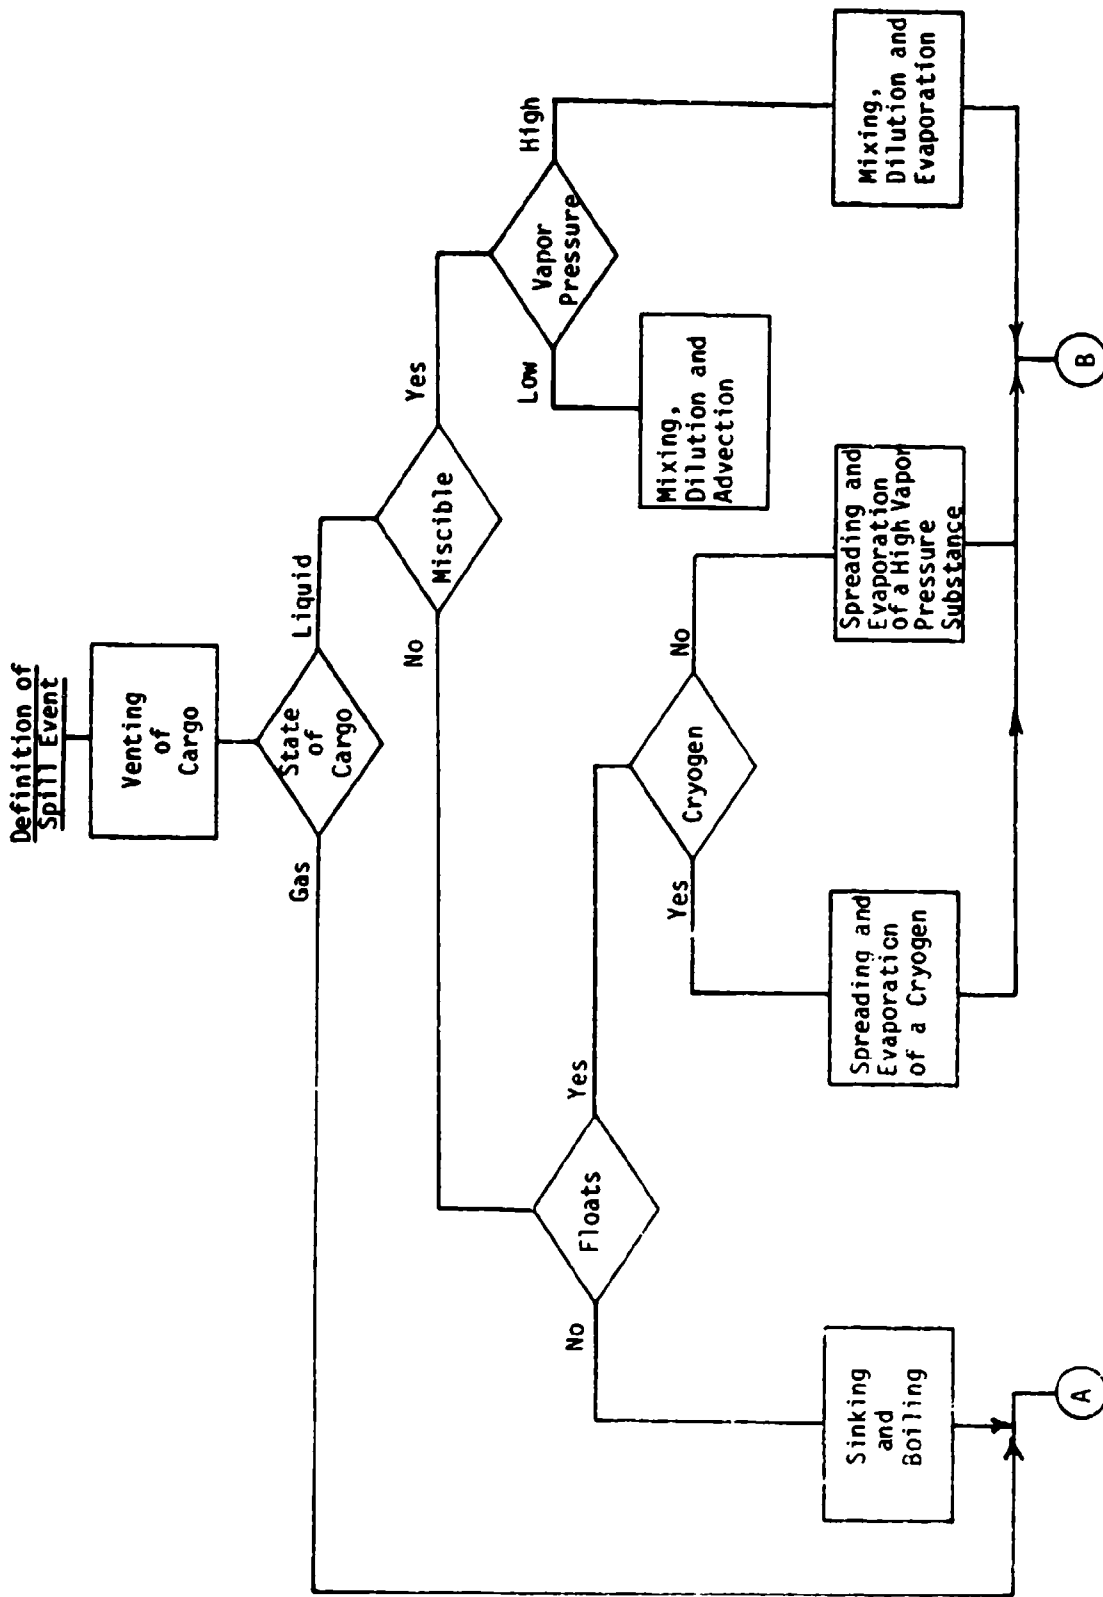 Definition of
Spill Event
Venting
of
Cargo
State
of
Cargo
Gas
Liquid
Miscible
No
Yes
Floats
No
Yes
Vapor
Pressure
Low
High
Cryogen
Yes
No
Mixing,
Dilution and
Advection
Sinking
and
Boiling
Spreading and
Evaporation
of a Cryogen
Spreading and
Evaporation
of a High Vapor
Pressure
Substance
Mixing,
Dilution and
Evaporation
A
B